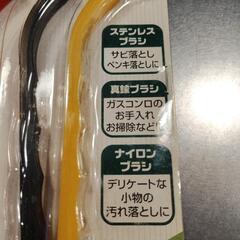 ステンレス
ブラシ
サビ落とし
ペンキ落としに
真鍮ブラシ
ガスコンロの
お手入れ
お掃除など
ナイロン
ブラシ
デリケートな
小物の
汚れ落としに